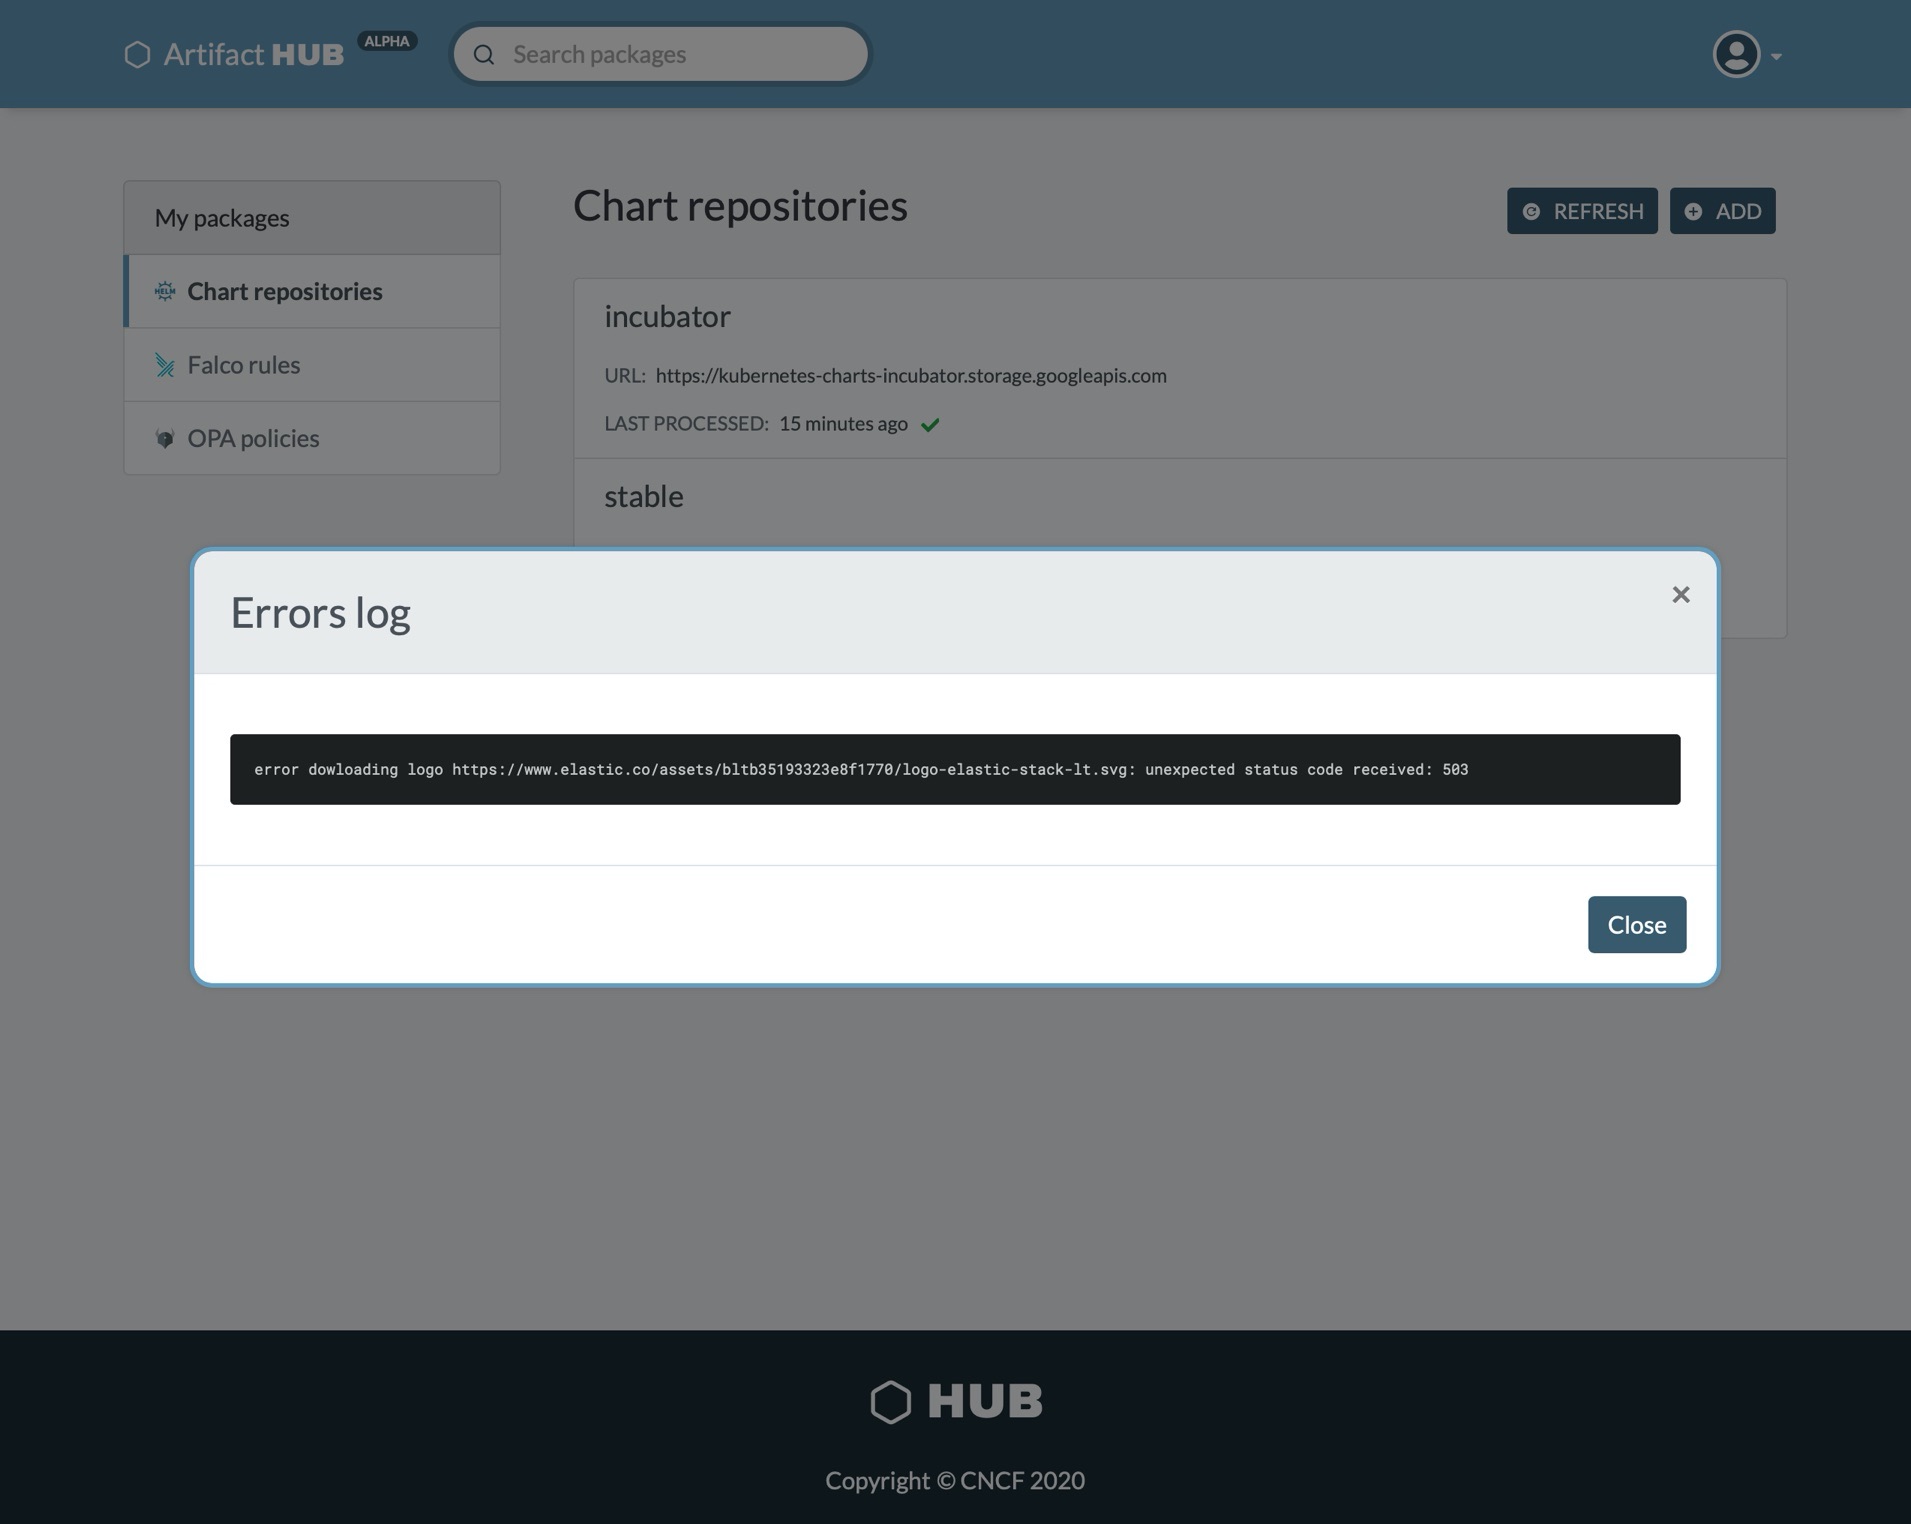 Artifact HUB ALPHA
Search packages
My packages
Chart repositories
Falco rules
OPA policies
Chart repositories
REFRESH
ADD
incubator
URL: https://kubernetes-charts-incubator.storage.googleapis.com
LAST PROCESSED: 15 minutes ago
stable
Errors log
×
error dowloading logo https://www.elastic.co/assets/bltb35193323e8f1770/logo-elastic-stack-lt.svg: unexpected status code received: 503
Close
HUB
Copyright © CNCF 2020